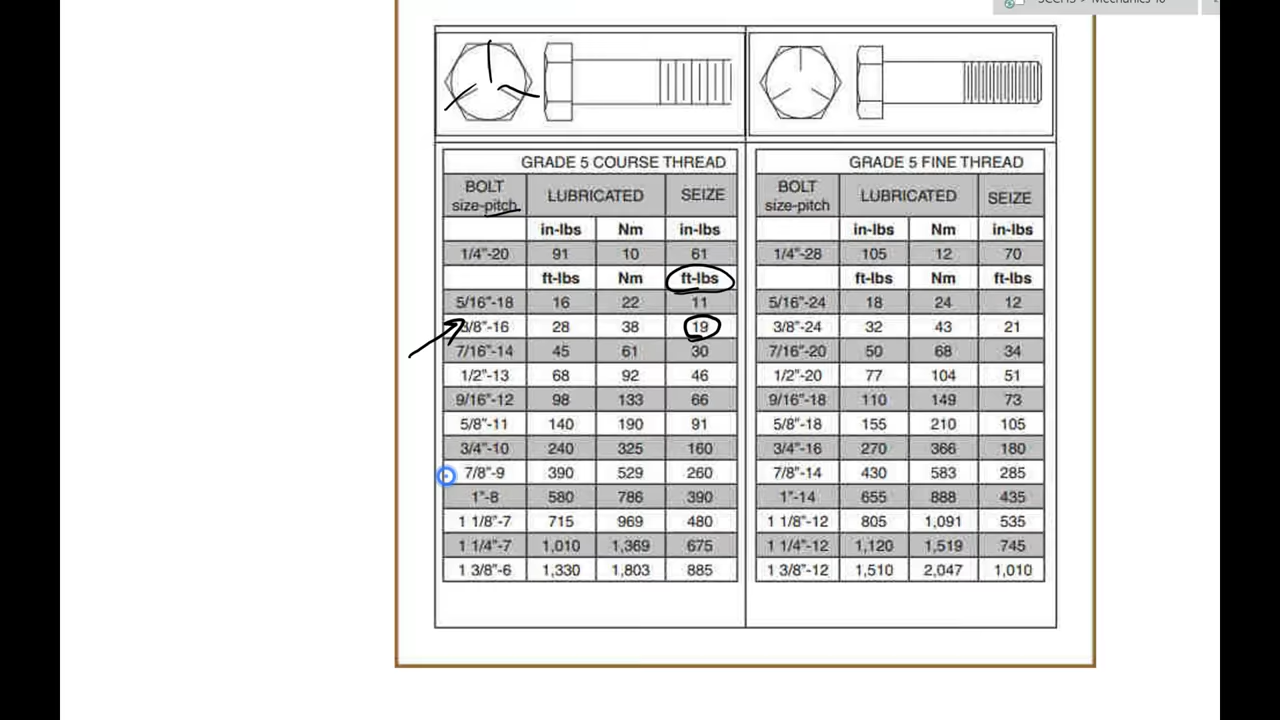 SCCHS > Mechanics 10
GRADE 5 COURSE THREAD
BOLT size-pitch LUBRICATED SEIZE
in-lbs Nm in-lbs
1/4"-20 91 10 61
ft-lbs Nm ft-lbs
5/16"-18 16 22 11
3/8"-16 28 38 19
7/16"-14 45 61 30
1/2"-13 68 92 46
9/16"-12 98 133 66
5/8"-11 140 190 91
3/4"-10 240 325 160
7/8"-9 390 529 260
1"-8 580 786 390
1 1/8"-7 715 969 480
1 1/4"-7 1,010 1,369 675
1 3/8"-6 1,330 1,803 885
GRADE 5 FINE THREAD
BOLT size-pitch LUBRICATED SEIZE
in-lbs Nm in-lbs
1/4"-28 105 12 70
ft-lbs Nm ft-lbs
5/16"-24 18 24 12
3/8"-24 32 43 21
7/16"-20 50 68 34
1/2"-20 77 104 51
9/16"-18 110 149 73
5/8"-18 155 210 105
3/4"-16 270 366 180
7/8"-14 430 583 285
1"-14 655 888 435
1 1/8"-12 805 1,091 535
1 1/4"-12 1,120 1,519 745
1 3/8"-12 1,510 2,047 1,010